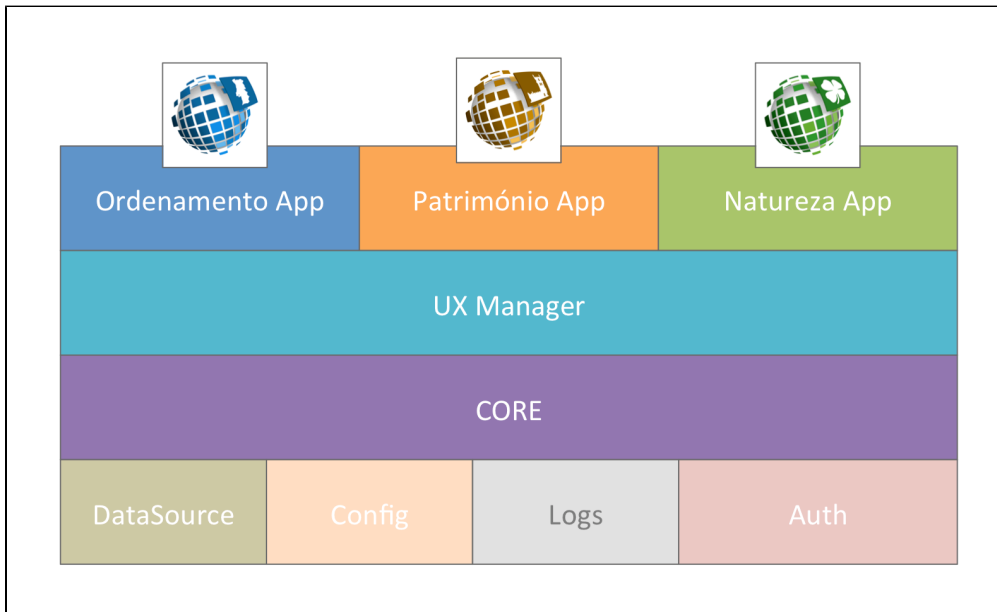 Ordenamento App
Património App
Natureza App
UX Manager
CORE
DataSource
Config
Logs
Auth